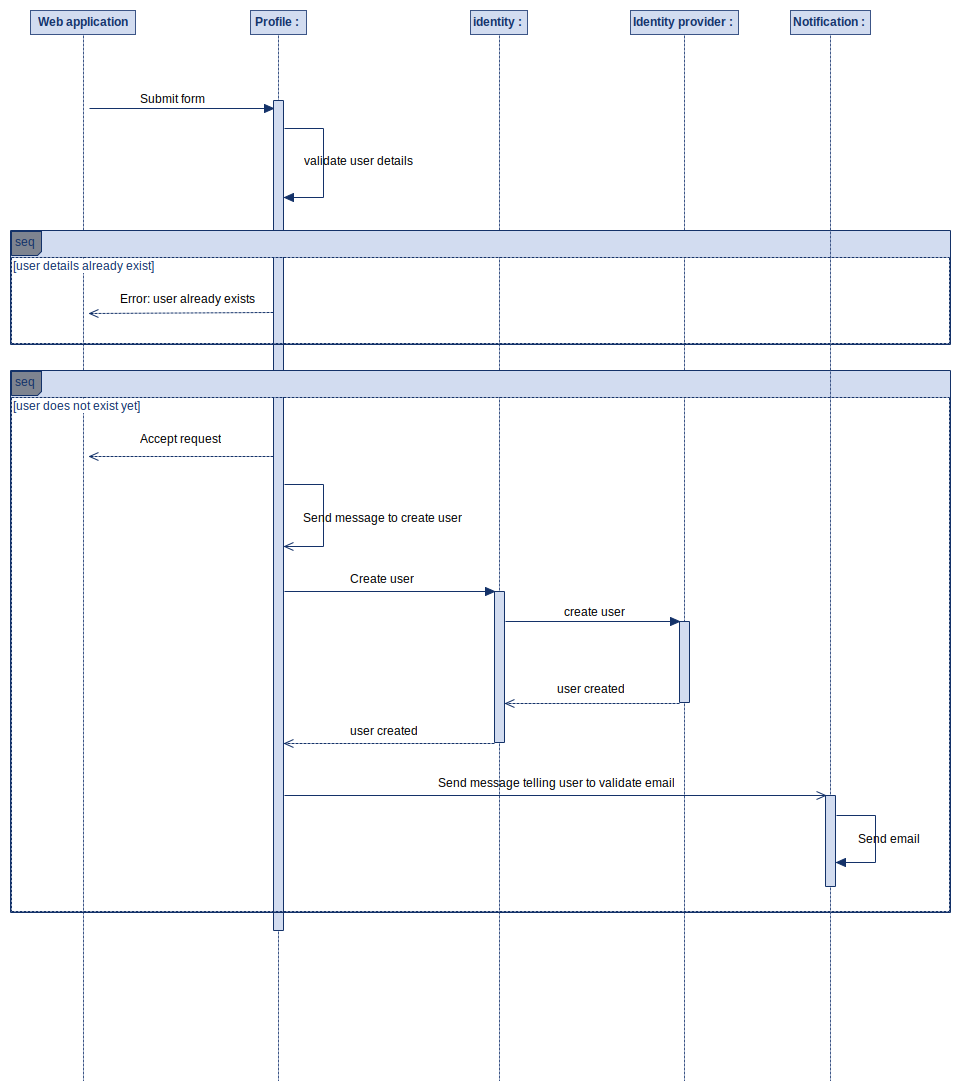 Web application
Profile :
identity :
Identity provider :
Notification :
Submit form
validate user details
seq
[user details already exist]
Error: user already exists
seq
[user does not exist yet]
Accept request
Send message to create user
Create user
create user
user created
user created
Send message telling user to validate email
Send email